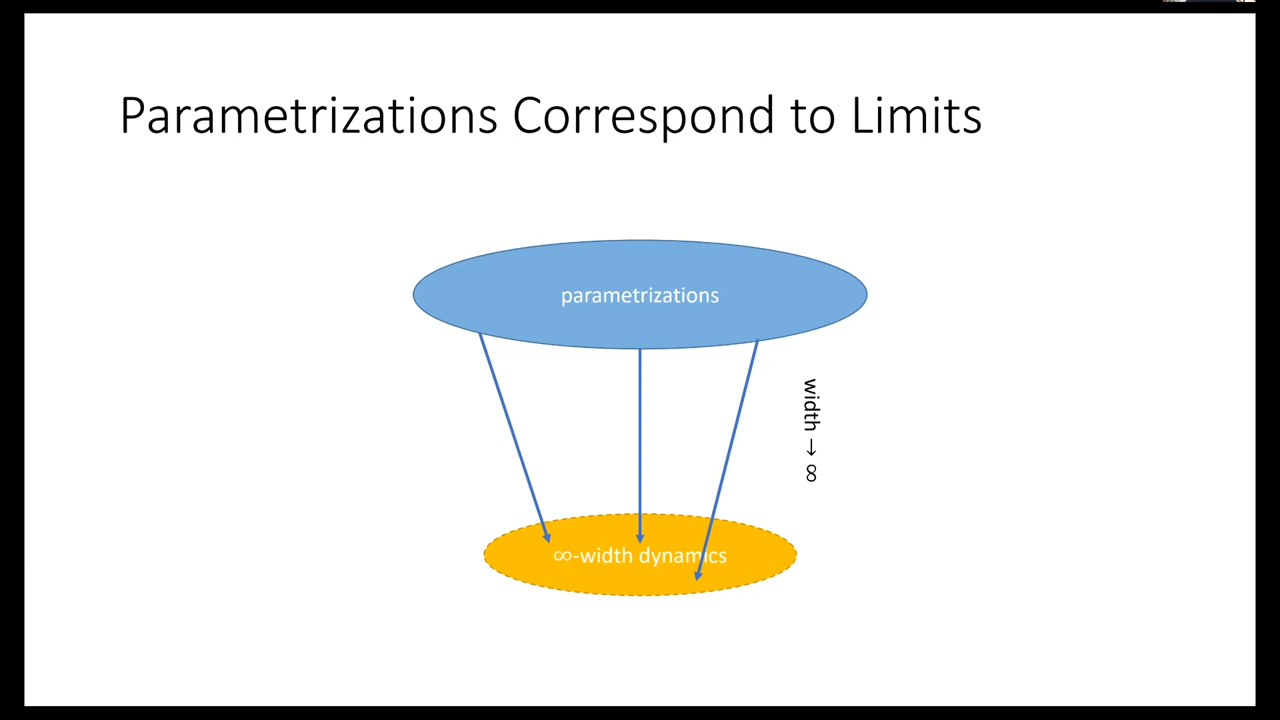 Parametrizations Correspond to Limits
parametrizations
width → ∞
∞-width dynamics